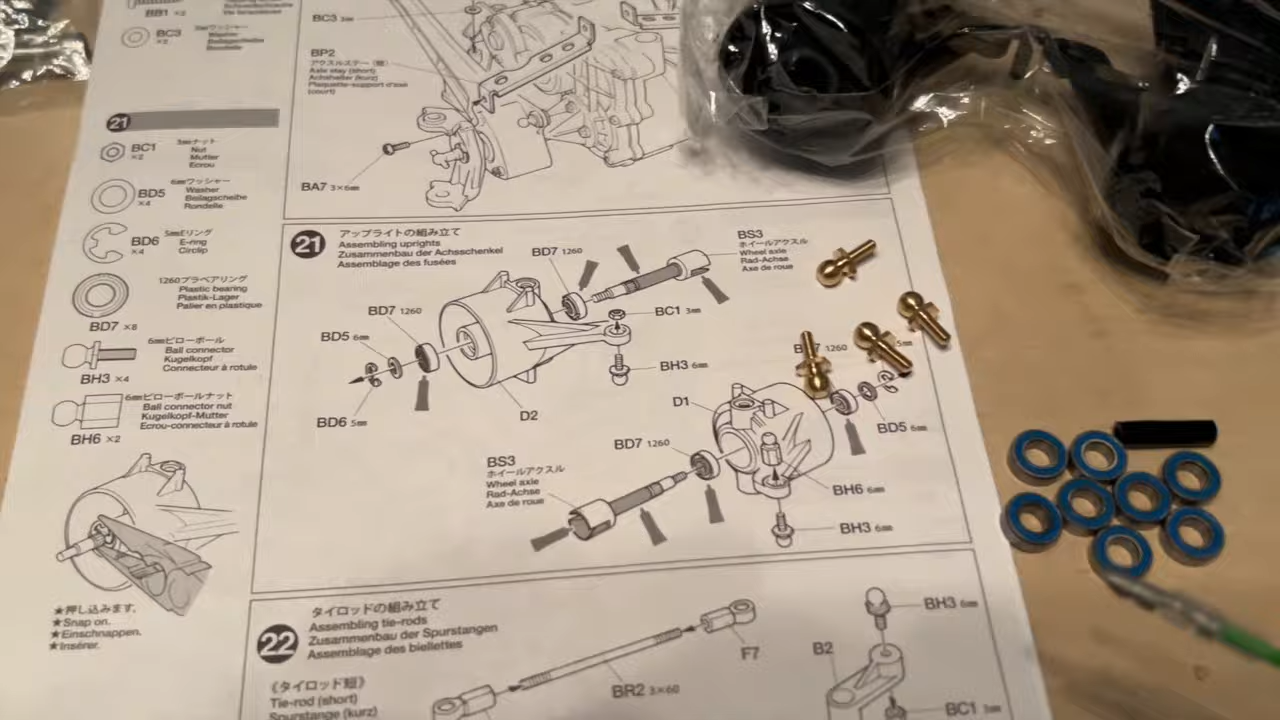 BB1 ×2
BC3
×2
Washer
Beilagscheibe
Rondelle
21
BC1
×2
3mmナット
Nut
Mutter
Ecrou
BD5
×4
6mmワッシャー
Washer
Beilagscheibe
Rondelle
BD6
×4
5mmEリング
E-ring
Circlip
1260プラベアリング
Plastic bearing
Plastik-Lager
Palier en plastique
BD7 ×8
6mmピローボール
Ball connector
Kugelkopf
Connecteur à rotule
BH3 ×4
6mmピローボールナット
Ball connector nut
Kugelkopf-Mutter
Ecrou-connecteur à rotule
BH6 ×2
★押し込みます。
★Snap on.
★Einschnappen.
★Insérer.
BC3 3mm
BP2
アクスルステー（短）
Axle stay (short)
Achshalter (kurz)
Plaquette-support d'axe
(court)
BA7 3×6mm
21
アップライトの組み立て
Assembling uprights
Zusammenbau der Achsschenkel
Assemblage des fusées
BD7 1260
BS3
ホイールアクスル
Wheel axle
Rad-Achse
Axe de roue
BD7 1260
BD5 6mm
BC1 3mm
BH3 6mm
BD6 5mm
D2
1260
5mm
D1
BD5 6mm
BD7 1260
BS3
ホイールアクスル
Wheel axle
Rad-Achse
Axe de roue
BH6 6mm
BH3 6mm
22
タイロッドの組み立て
Assembling tie-rods
Zusammenbau der Spurstangen
Assemblage des biellettes
《タイロッド短》
Tie-rod (short)
Spurstange (kurz)
F7
BR2 3×60
BH3 6mm
B2
BC1 3mm